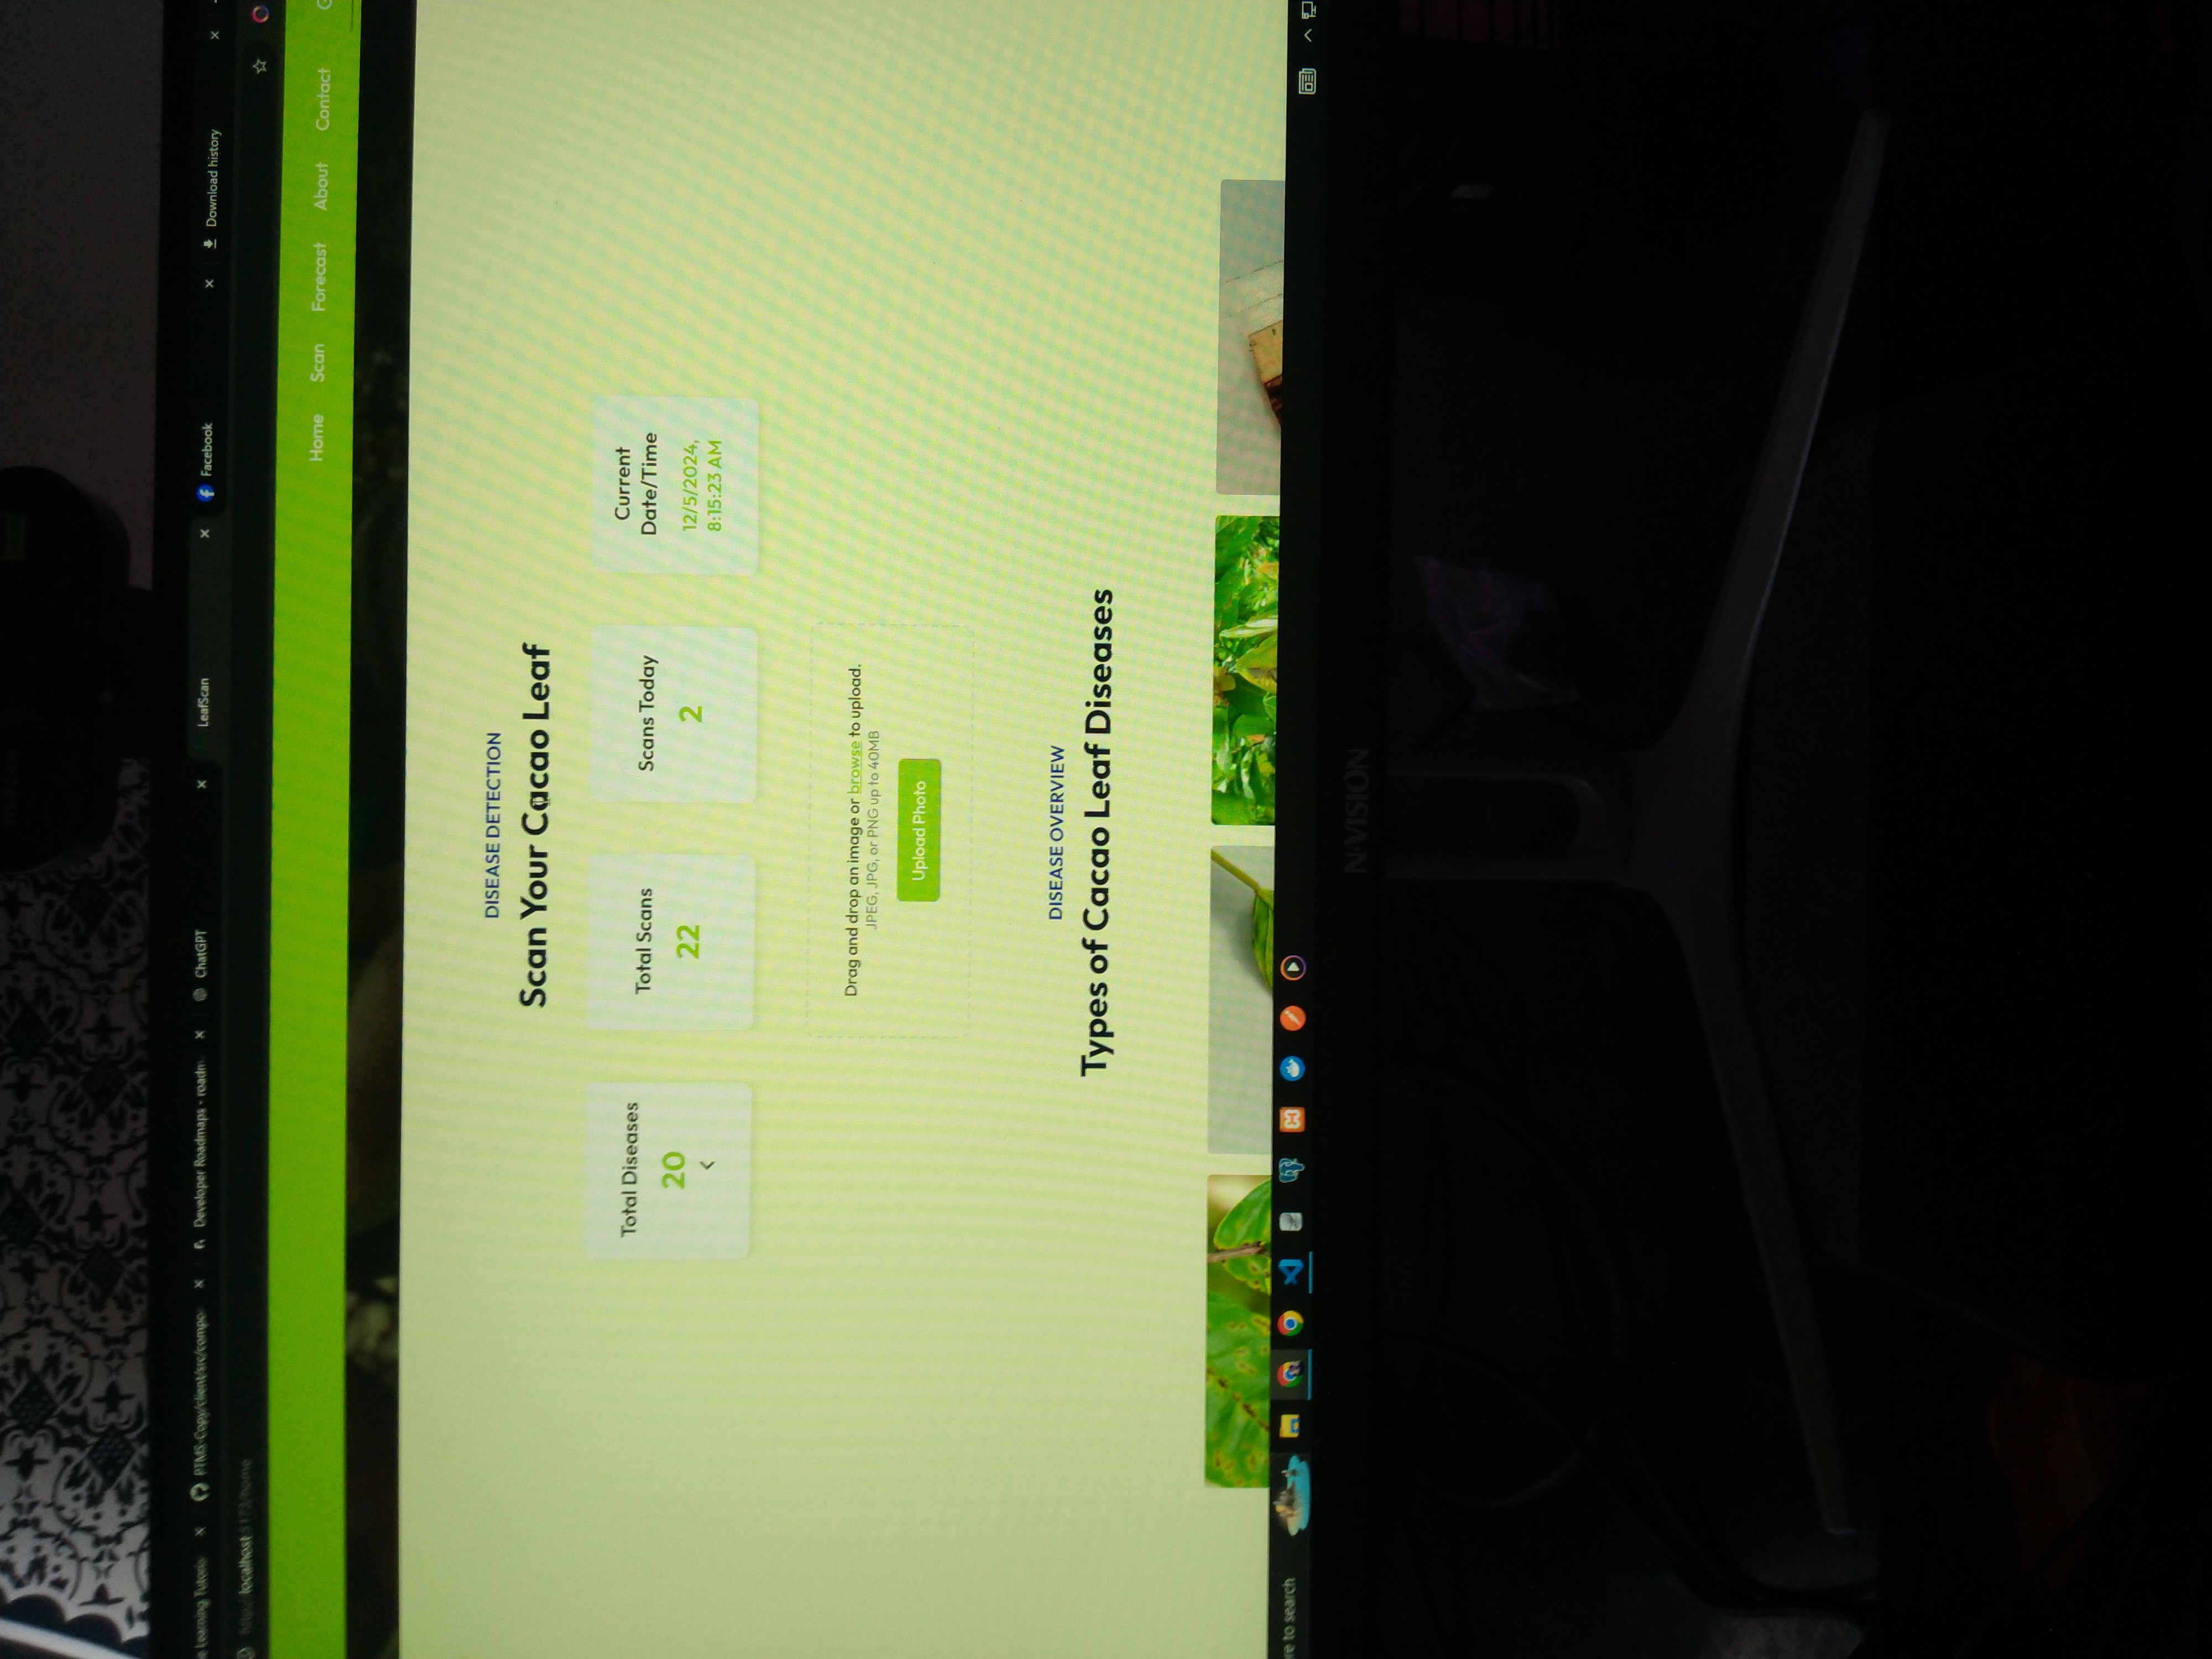 e Learning Tutoria
PTMS-Copy/client/src/compo
Developer Roadmaps - roadm
ChatGPT
LeafScan
Facebook
Download history
http://localhost:5173/home
Home Scan Forecast About Contact
DISEASE DETECTION
Scan Your Cacao Leaf
Total Diseases
20
Total Scans
22
Scans Today
2
Current
Date/Time
12/5/2024,
8:15:23 AM
Drag and drop an image or browse to upload.
JPEG, JPG, or PNG up to 40MB
Upload Photo
DISEASE OVERVIEW
Types of Cacao Leaf Diseases
re to search
N·VISION